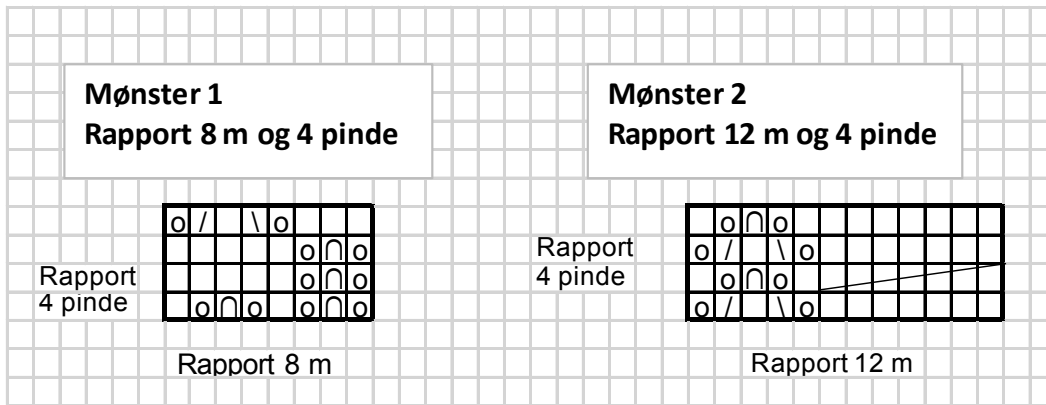 Mønster 1
Rapport 8 m og 4 pinde
o / \ o
o ∩ o
Rapport
o ∩ o
4 pinde
o ∩ o o ∩ o
Rapport 8 m
Mønster 2
Rapport 12 m og 4 pinde
o ∩ o
Rapport
o / \ o
4 pinde
o ∩ o
o / \ o
Rapport 12 m